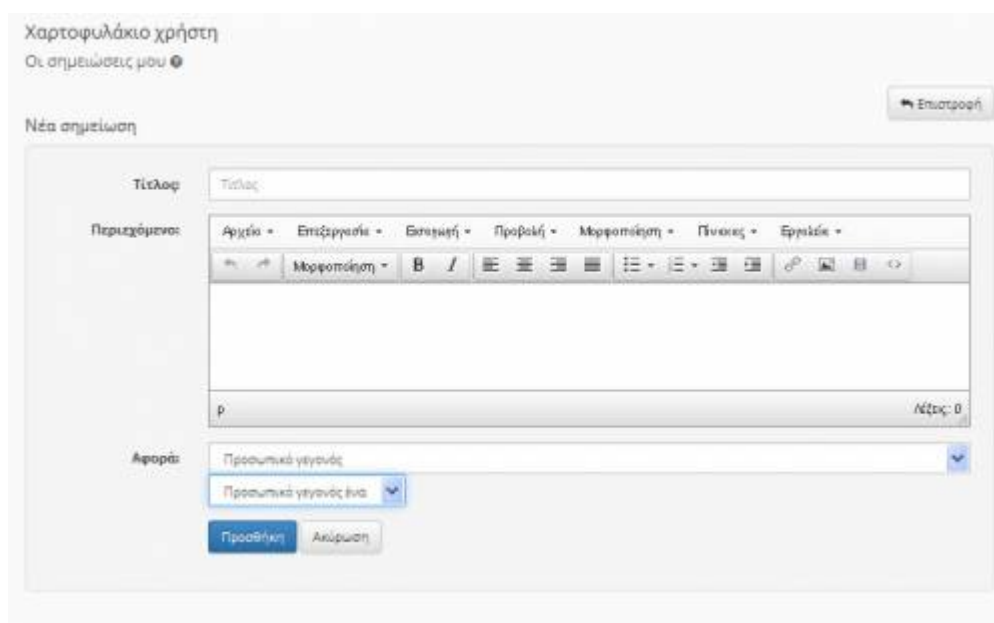 Χαρτοφυλάκιο χρήστη
Οι σημειώσεις μου
Επιστροφή
Νέα σημείωση
Τίτλος:
Τίτλος
Περιεχόμενο:
Αρχείο Επεξεργασία Εισαγωγή Προβολή Μορφοποίηση Πίνακες Εργαλεία
Μορφοποίηση B I
p
Λέξεις: 0
Αφορά:
Προσωπικό γεγονός
Προσωπικό γεγονός ένα
Προσθήκη Ακύρωση